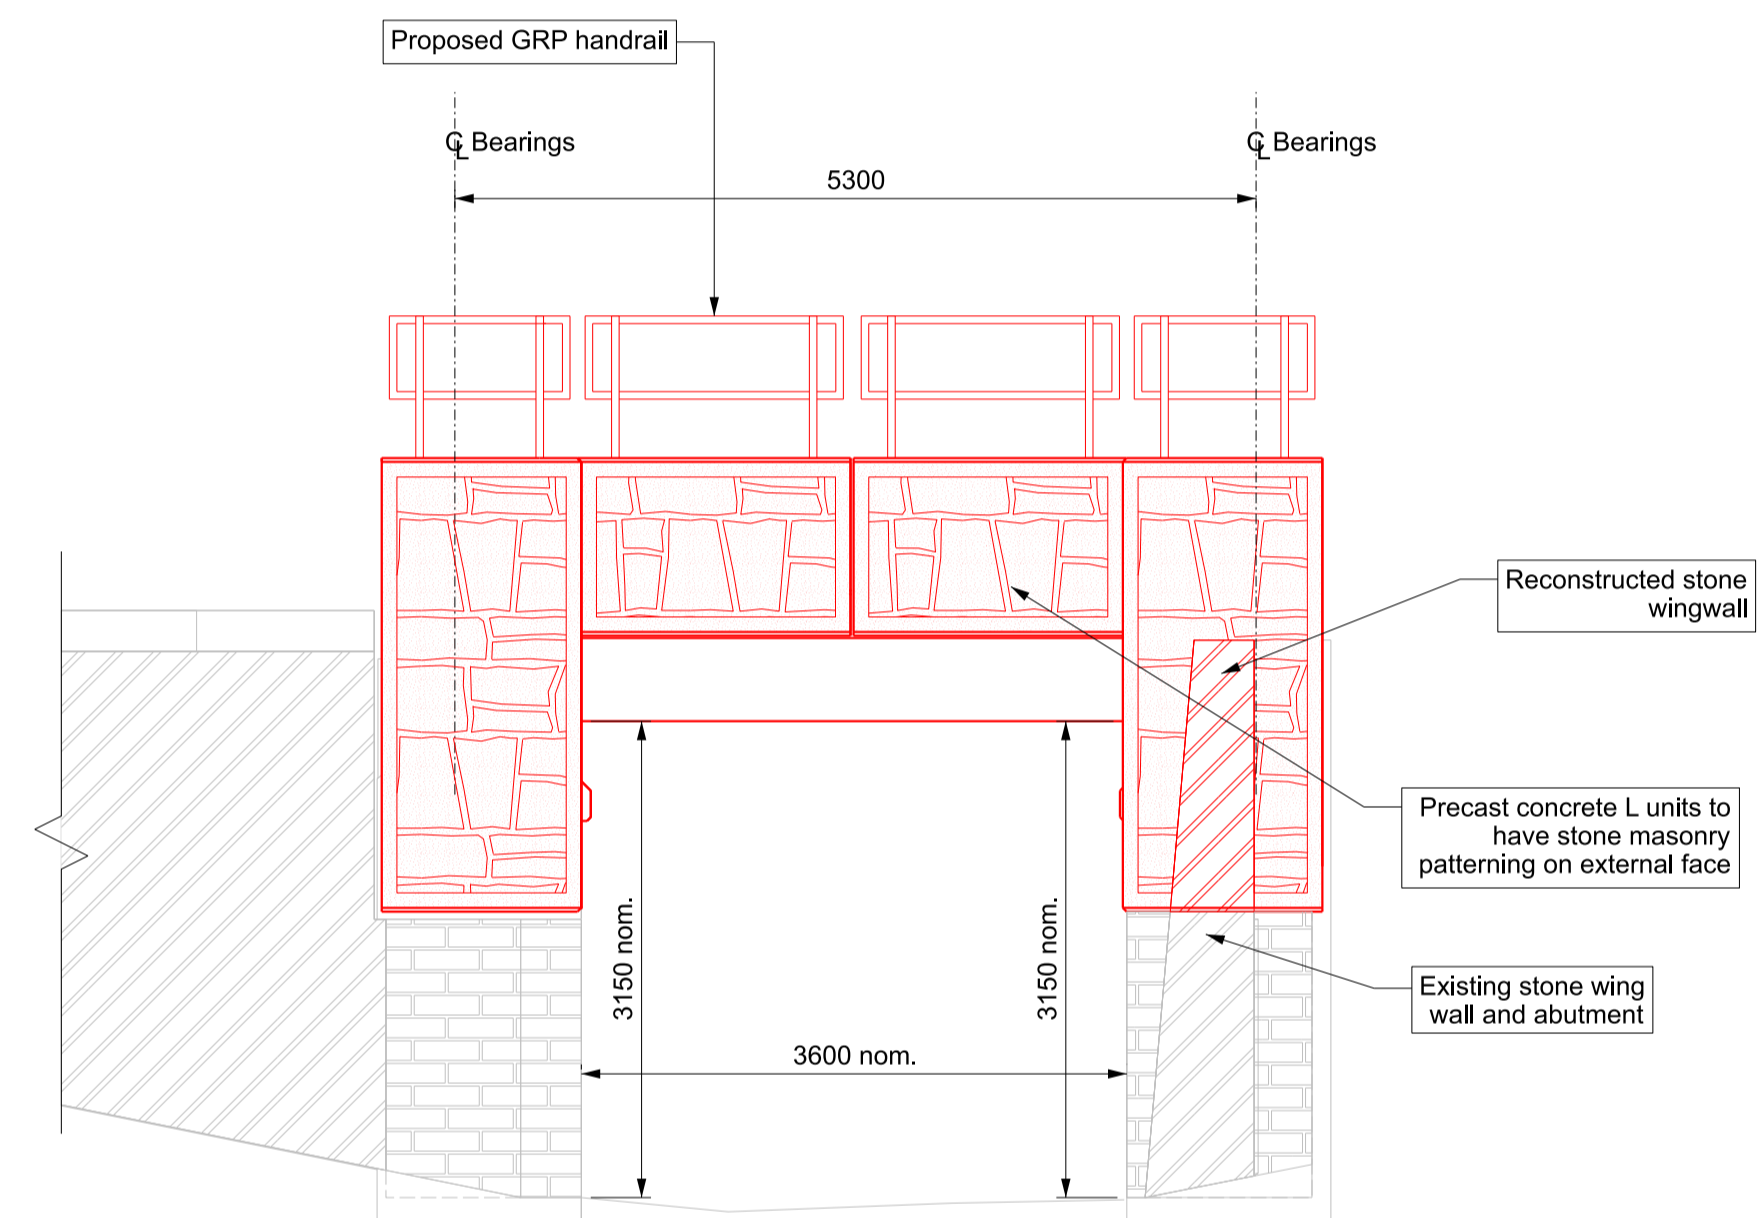 Proposed GRP handrail
℄ Bearings
℄ Bearings
5300
Reconstructed stone
wingwall
Precast concrete L units to
have stone masonry
patterning on external face
3150 nom.
3150 nom.
Existing stone wing
wall and abutment
3600 nom.